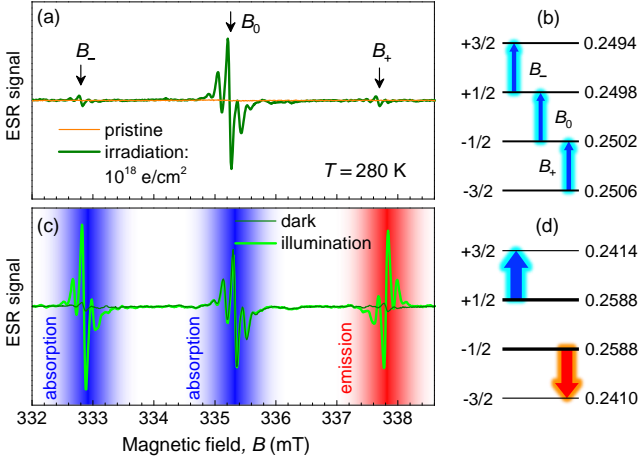 (a)
B₋
B₀
B₊
ESR signal
pristine
irradiation:
10¹⁸ e/cm²
T = 280 K
(b)
+3/2 0.2494
B₋
+1/2 0.2498
B₀
-1/2 0.2502
B₊
-3/2 0.2506
(c)
dark
illumination
ESR signal
absorption
absorption
emission
332 333 334 335 336 337 338
Magnetic field, B (mT)
(d)
+3/2 0.2414
+1/2 0.2588
-1/2 0.2588
-3/2 0.2410